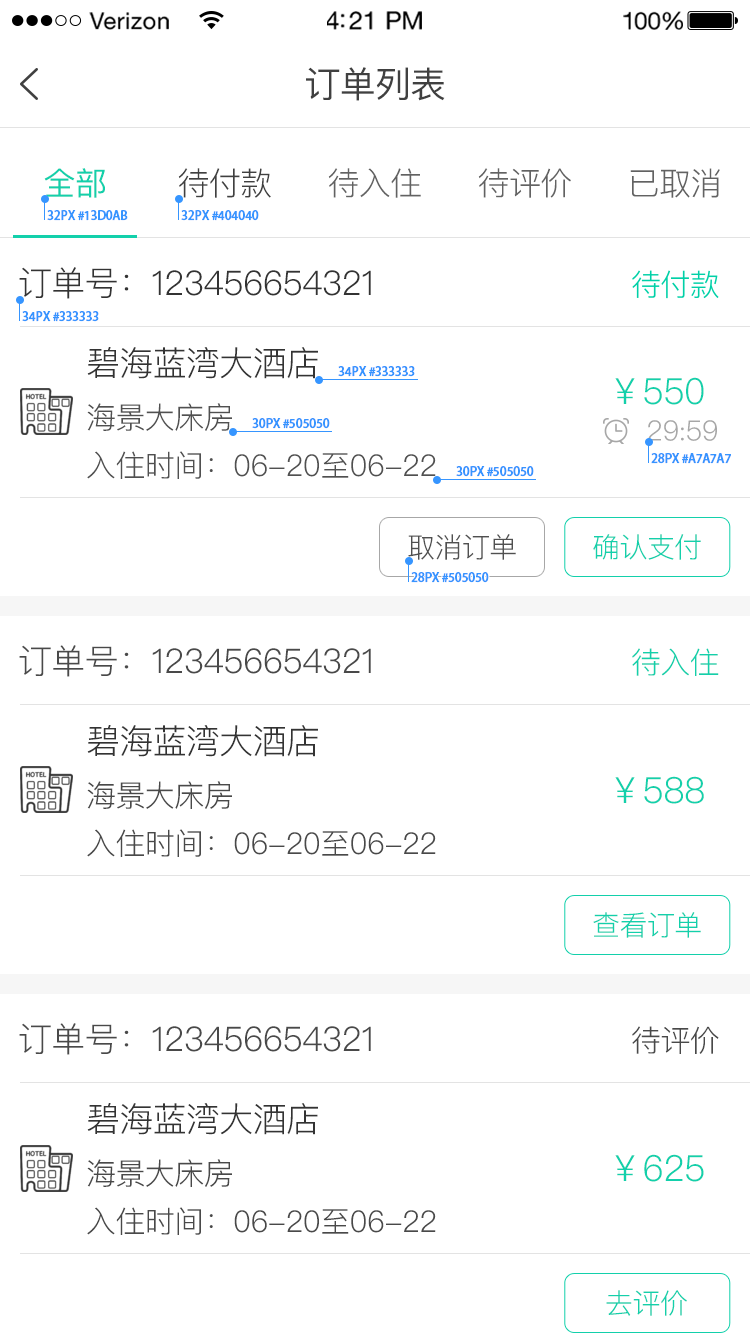 Verizon 4:21 PM 100%
订单列表
全部 待付款 待入住 待评价 已取消
32PX #13D0AB 32PX #404040
订单号：123456654321 待付款
34PX #333333
碧海蓝湾大酒店 34PX #333333
HOTEL
¥550
海景大床房 30PX #505050
29:59
28PX #A7A7A7
入住时间：06-20至06-22 30PX #505050
取消订单 确认支付
28PX #505050
订单号：123456654321 待入住
碧海蓝湾大酒店
HOTEL
¥588
海景大床房
入住时间：06-20至06-22
查看订单
订单号：123456654321 待评价
碧海蓝湾大酒店
HOTEL
¥625
海景大床房
入住时间：06-20至06-22
去评价